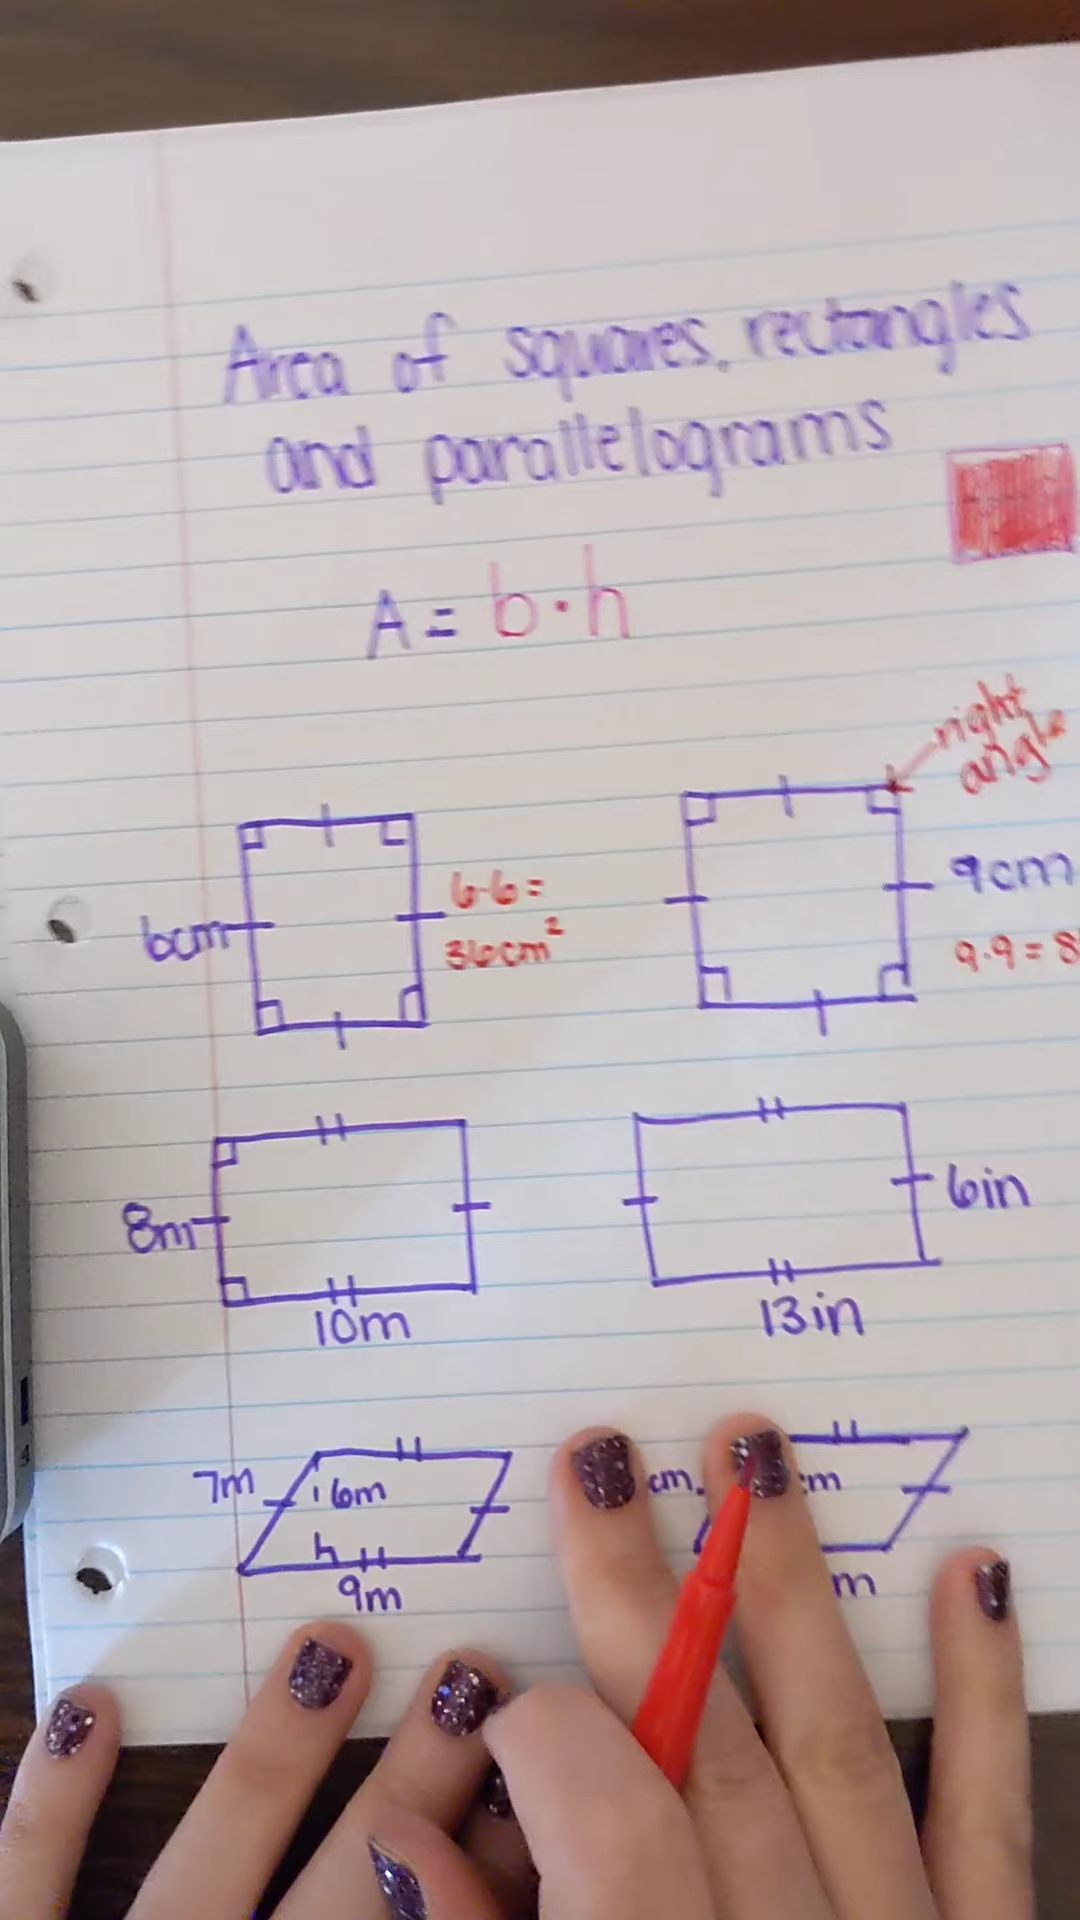 Area of squares, rectangles
and parallelograms
A = b·h
right
angle
6cm
6·6=
36cm²
9cm
9·9=8
8m
10m
6in
13in
7m
6m
h
9m
cm
cm
m